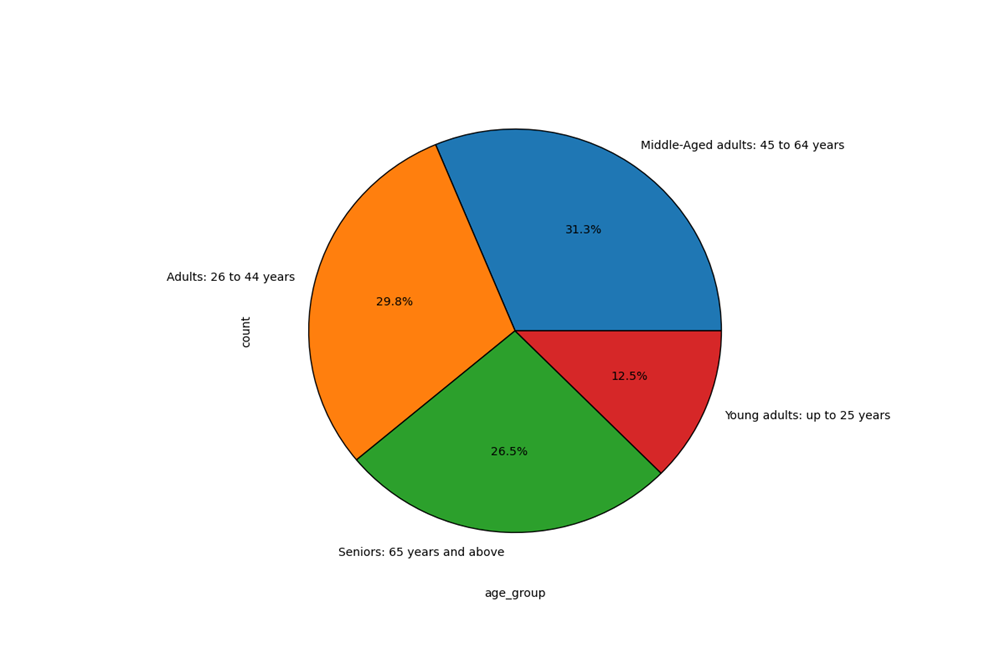 Middle-Aged adults: 45 to 64 years
31.3%
Adults: 26 to 44 years
29.8%
count
12.5%
Young adults: up to 25 years
26.5%
Seniors: 65 years and above
age_group